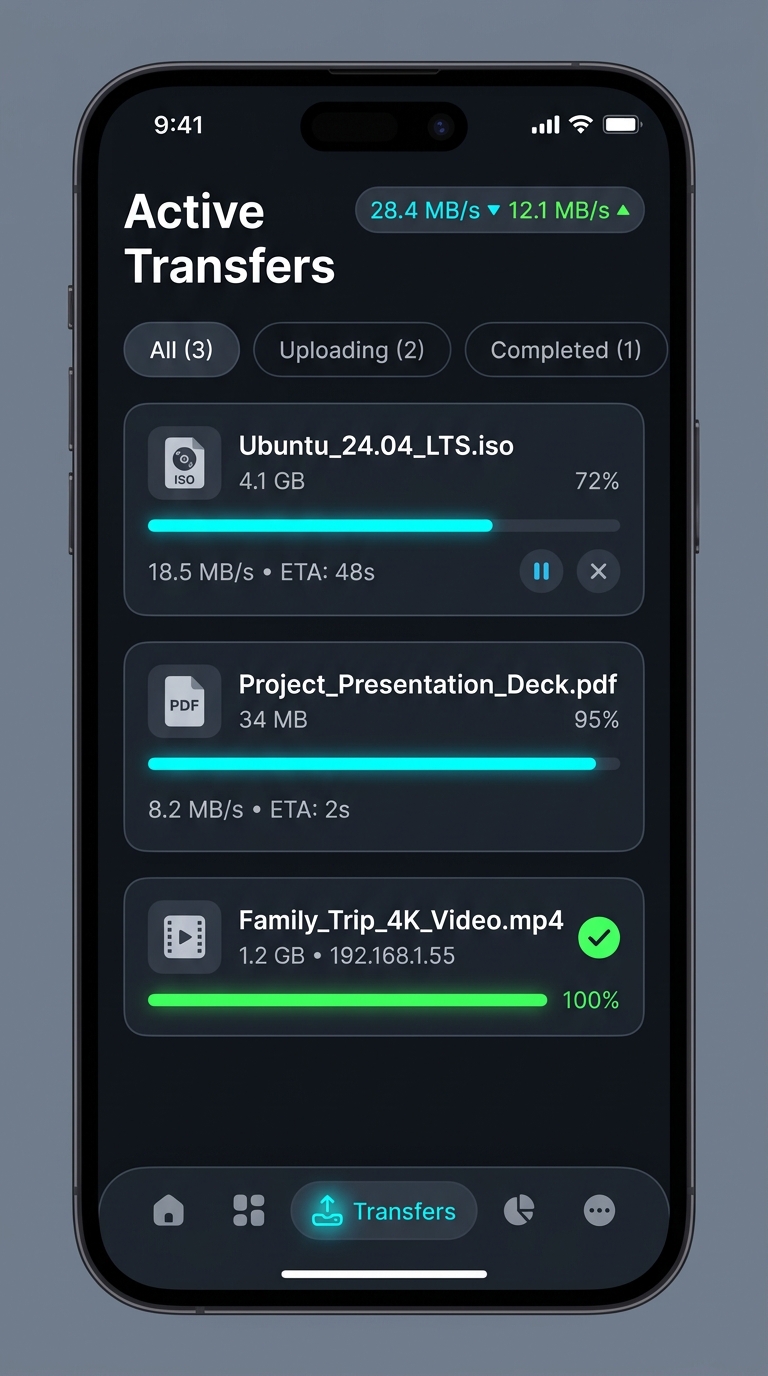 9:41
Active
Transfers
28.4 MB/s ▼ 12.1 MB/s ▲
All (3)
Uploading (2)
Completed (1)
ISO
Ubuntu_24.04_LTS.iso
4.1 GB
72%
18.5 MB/s • ETA: 48s
PDF
Project_Presentation_Deck.pdf
34 MB
95%
8.2 MB/s • ETA: 2s
Family_Trip_4K_Video.mp4
1.2 GB • 192.168.1.55
100%
Transfers